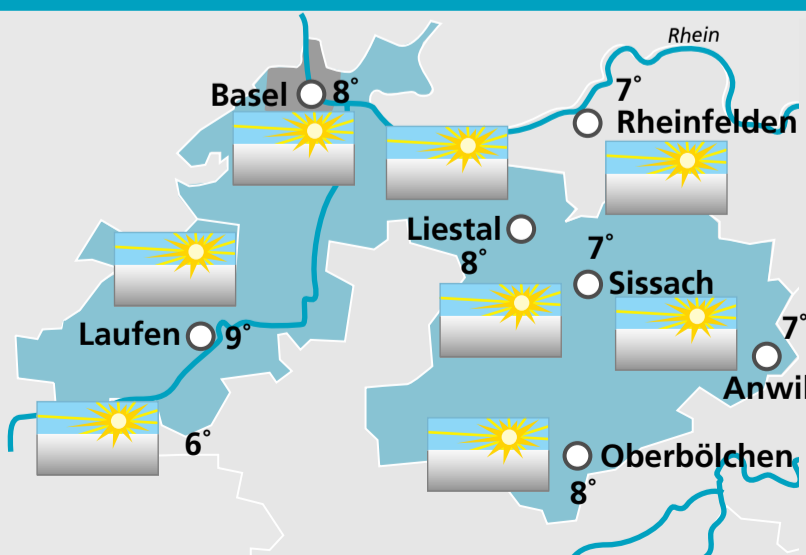 Rhein
7°
Basel 8°
Rheinfelden
Liestal
8°
7°
Sissach
Laufen 9°
7°
Anwil
6°
Oberbölchen
8°